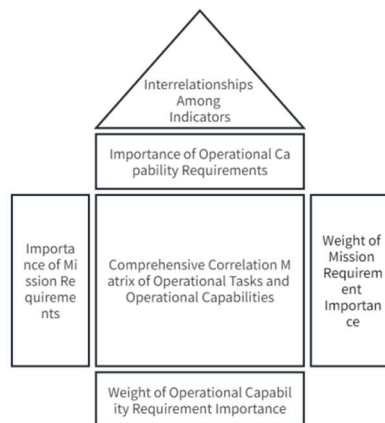 Interrelationships
Among
Indicators
Importance of Operational Ca
pability Requirements
Importa
nce of Mi
ssion Re
quireme
nts
Comprehensive Correlation M
atrix of Operational Tasks and
Operational Capabilities
Weight of
Mission
Requirem
ent
Importan
ce
Weight of Operational Capabil
ity Requirement Importance